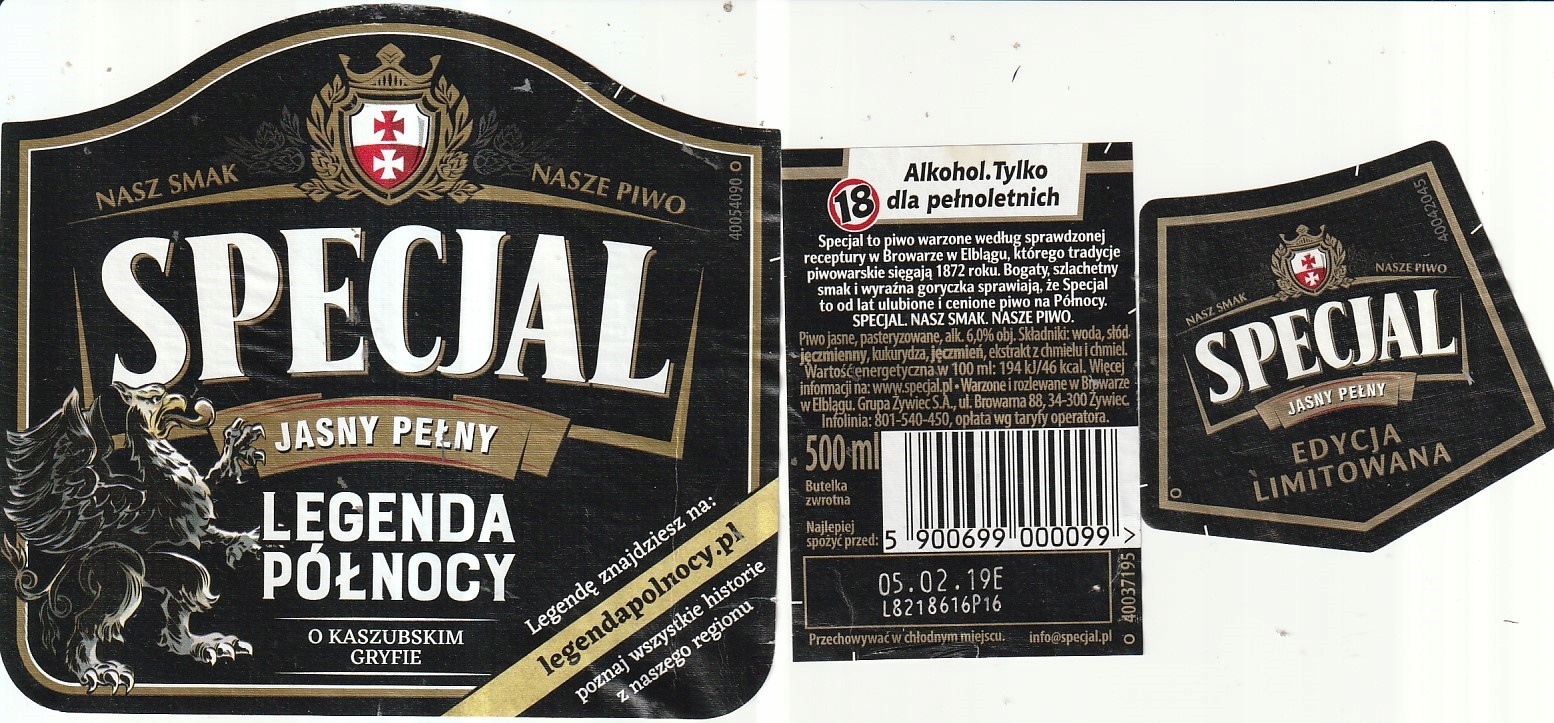 NASZ SMAK
NASZE PIWO
SPECJAL
JASNY PEŁNY
LEGENDA
PÓŁNOCY
O KASZUBSKIM
GRYFIE
Legendę znajdziesz na:
legendapolnocy.pl
poznaj wszystkie historie
z naszego regionu
40054090
18
Alkohol.Tylko
dla pełnoletnich
Specjal to piwo warzone według sprawdzonej
receptury w Browarze w Elblągu, którego tradycje
piwowarskie sięgają 1872 roku. Bogaty, szlachetny
smak i wyraźna goryczka sprawiają, że Specjal
to od lat ulubione i cenione piwo na Północy.
SPECJAL. NASZ SMAK. NASZE PIWO.
Piwo jasne, pasteryzowane, alk. 6,0% obj. Składniki: woda, słód
jęczmienny, kukurydza, jęczmień, ekstrakt z chmielu i chmiel.
Wartość energetyczna w 100 ml: 194 kJ/46 kcal. Więcej
informacji na: www.specjal.pl • Warzone i rozlewane w Browarze
w Elblągu. Grupa Żywiec S.A., ul. Browarna 88, 34-300 Żywiec.
Infolinia: 801-540-450, opłata wg taryfy operatora.
500 ml
Butelka
zwrotna
Najlepiej
spożyć przed:
5 900699 000099 >
05.02.19E
L8218616P16
Przechowywać w chłodnym miejscu. info@specjal.pl
40037195
40042045
NASZ SMAK
NASZE PIWO
SPECJAL
JASNY PEŁNY
EDYCJA
LIMITOWANA